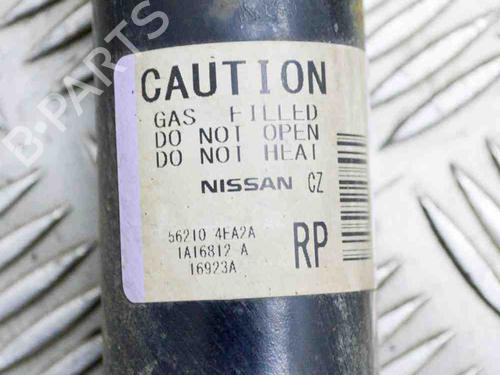 B-PARTS
CAUTION
GAS FILLED
DO NOT OPEN
DO NOT HEAT
NISSAN CZ
56210 4EA2A
1A16812 A
16923A
RP